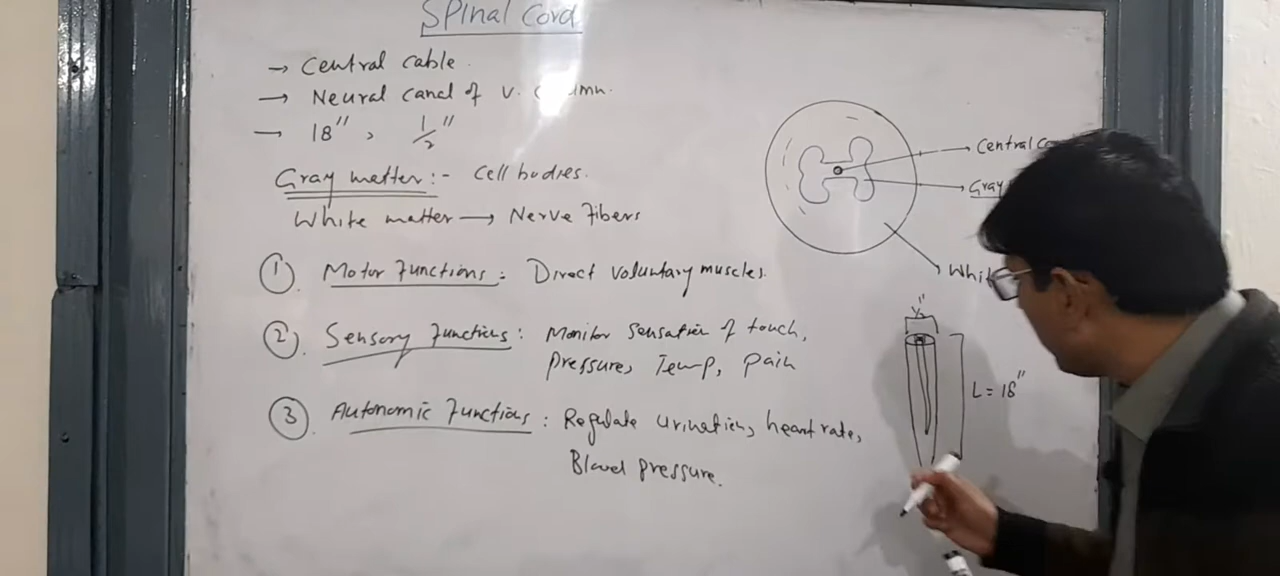 Spinal Cord
→ Central cable.
→ Neural canal of v. umn.
→ 18", 1/2"
Gray matter:- Cell bodies.
White matter → Nerve Fibers
① Motor Functions: Direct voluntary muscles.
② Sensory Functions: Monitor Sensation of touch,
pressure, Temp, pain
③ Autonomic Functions: Regulate urination, heart rate,
Blood pressure.
→ Central
→ Gray
Whi
L = 18"